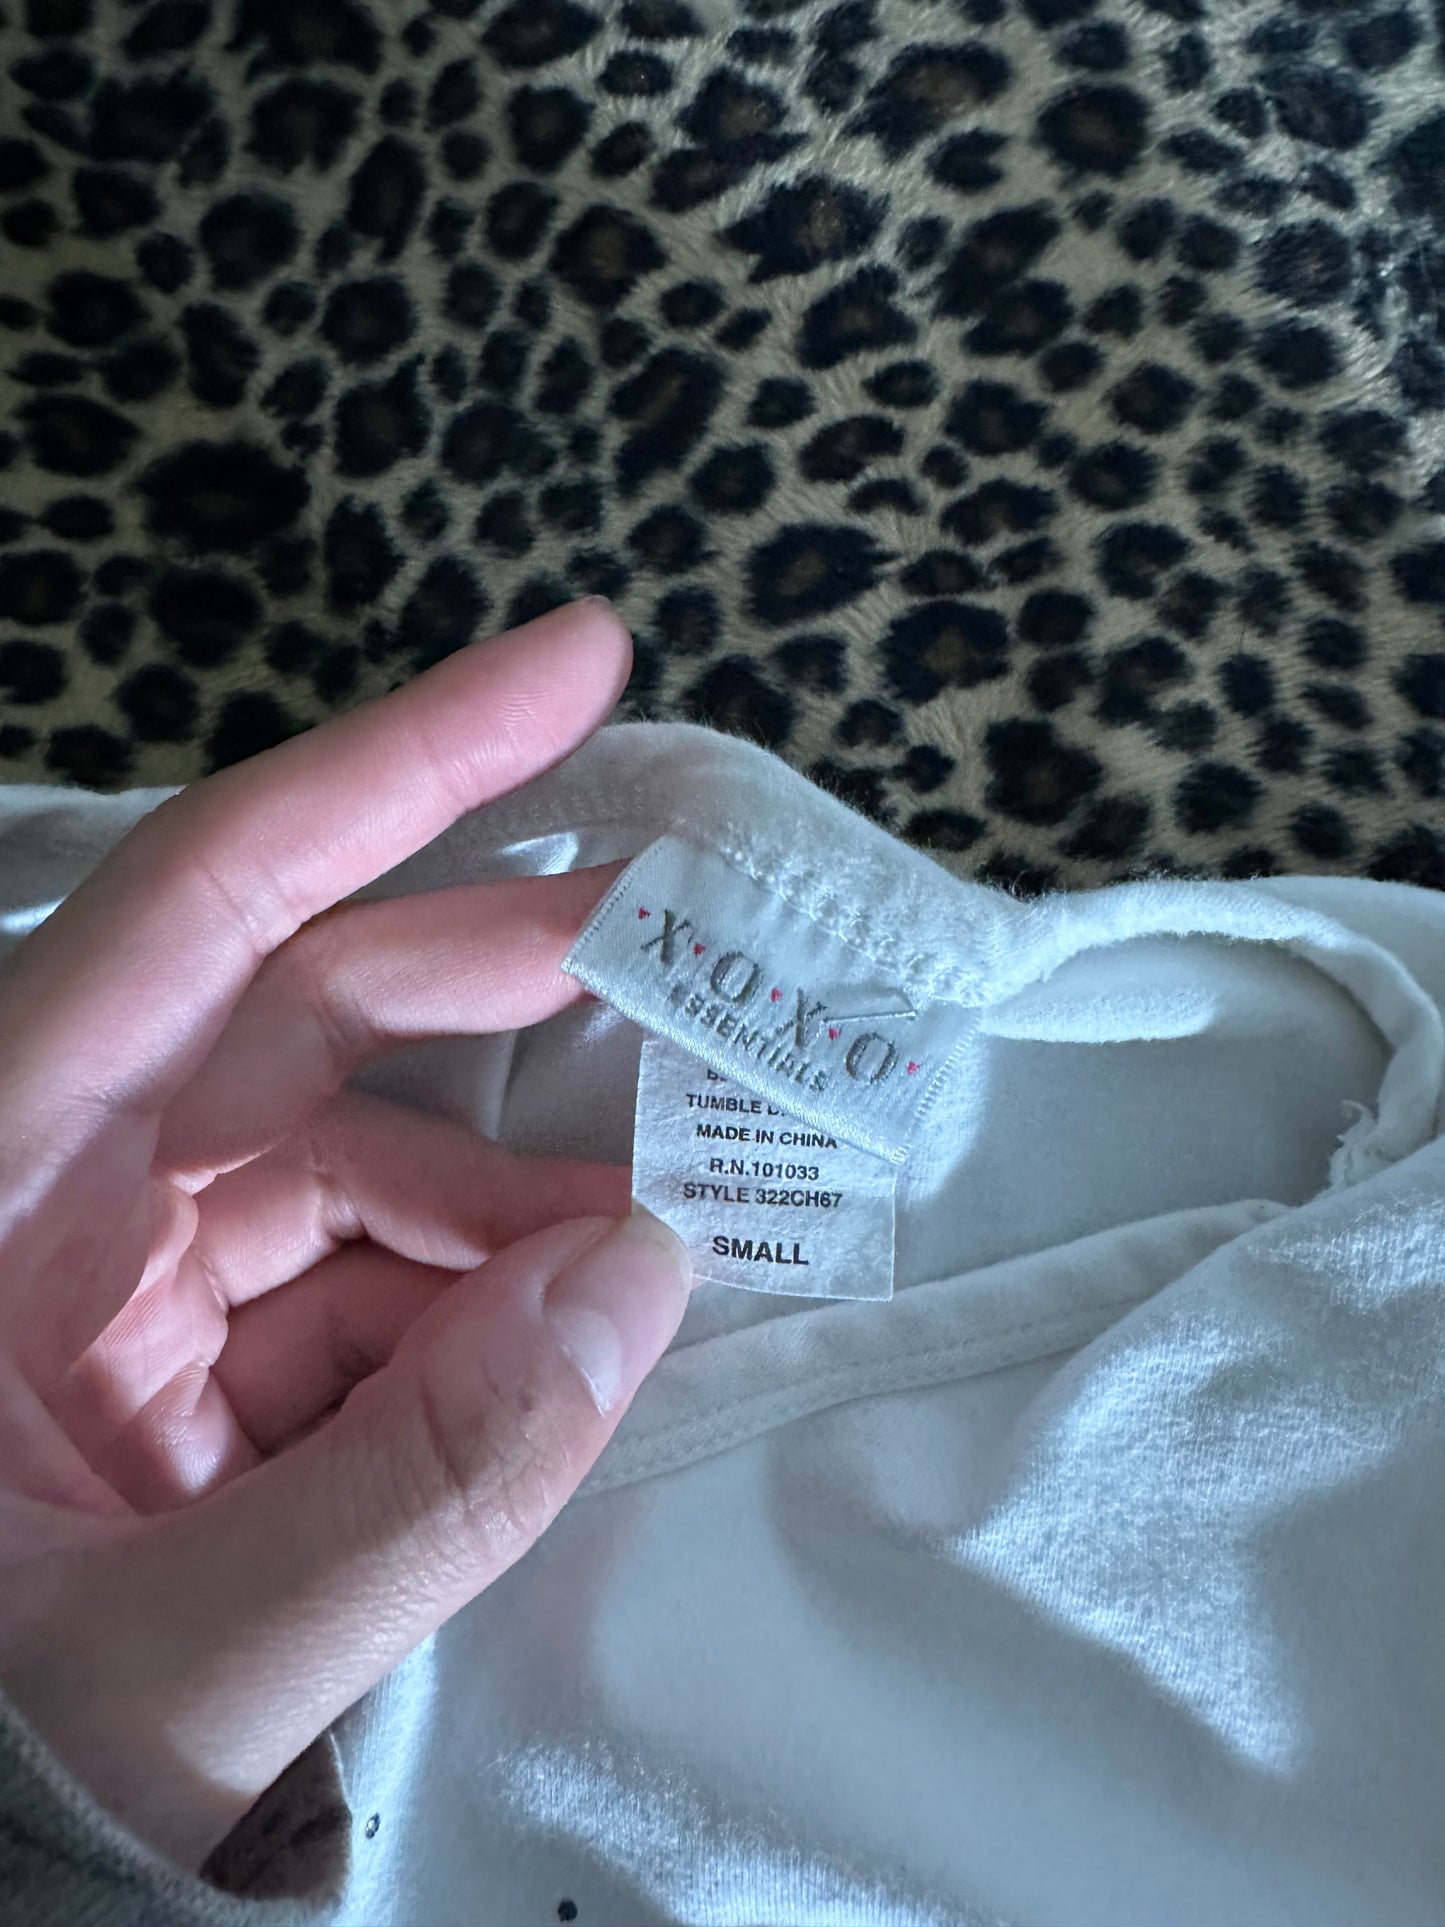 X·O·X·O
ESSENTIALS
TUMBLE
MADE IN CHINA
R.N.101033
STYLE 322CH67
SMALL